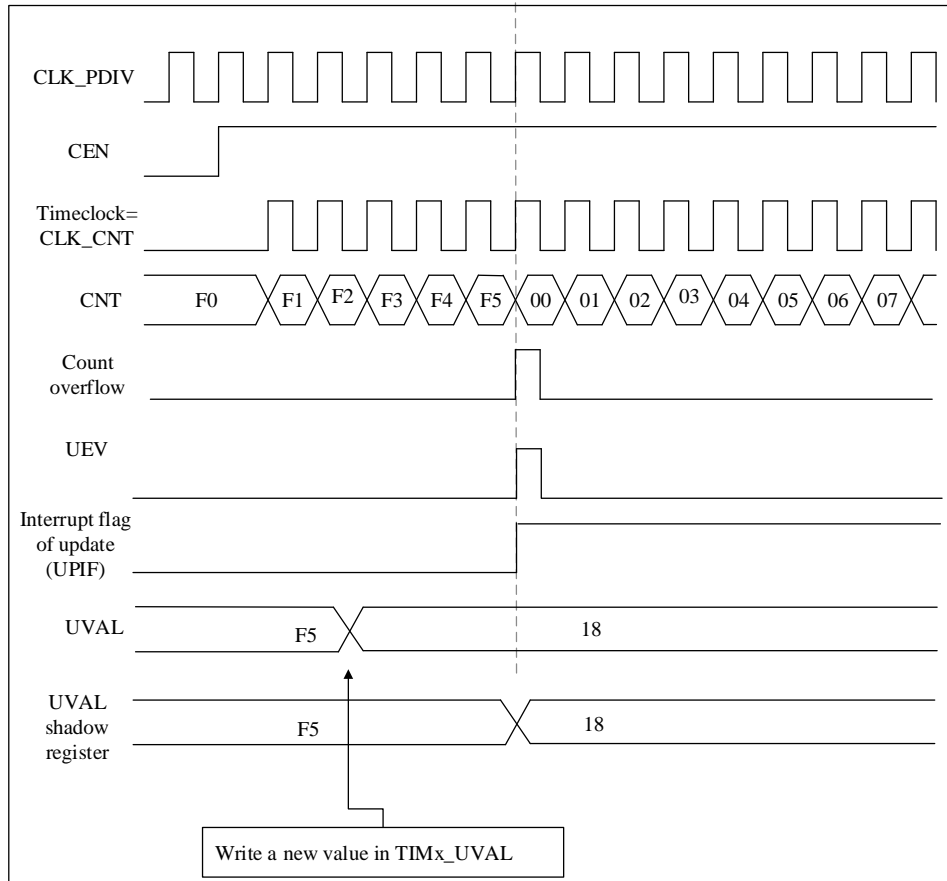 CLK_PDIV
CEN
Timeclock=
CLK_CNT
CNT
F0 F1 F2 F3 F4 F5 00 01 02 03 04 05 06 07
Count
overflow
UEV
Interrupt flag
of update
(UPIF)
UVAL
F5 18
UVAL
shadow
register
F5 18
Write a new value in TIMx_UVAL